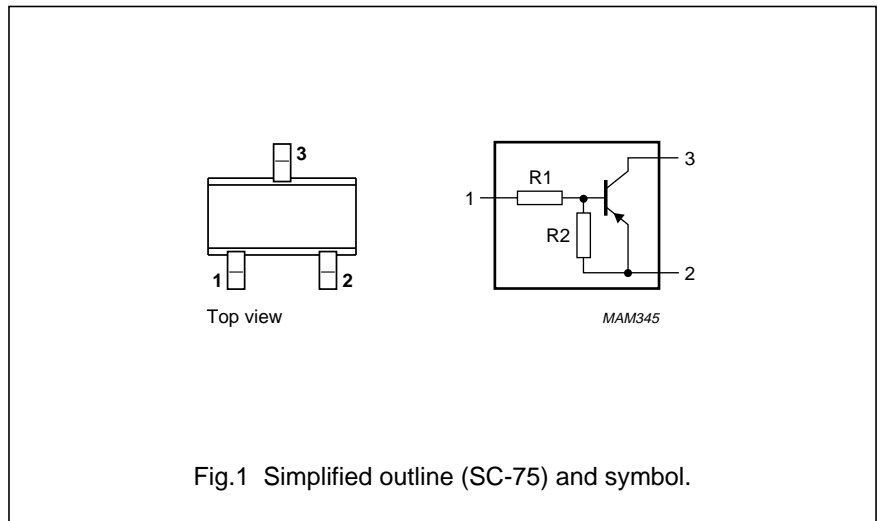 3
1
2
Top view
1
R1
R2
3
2
MAM345
Fig.1 Simplified outline (SC-75) and symbol.